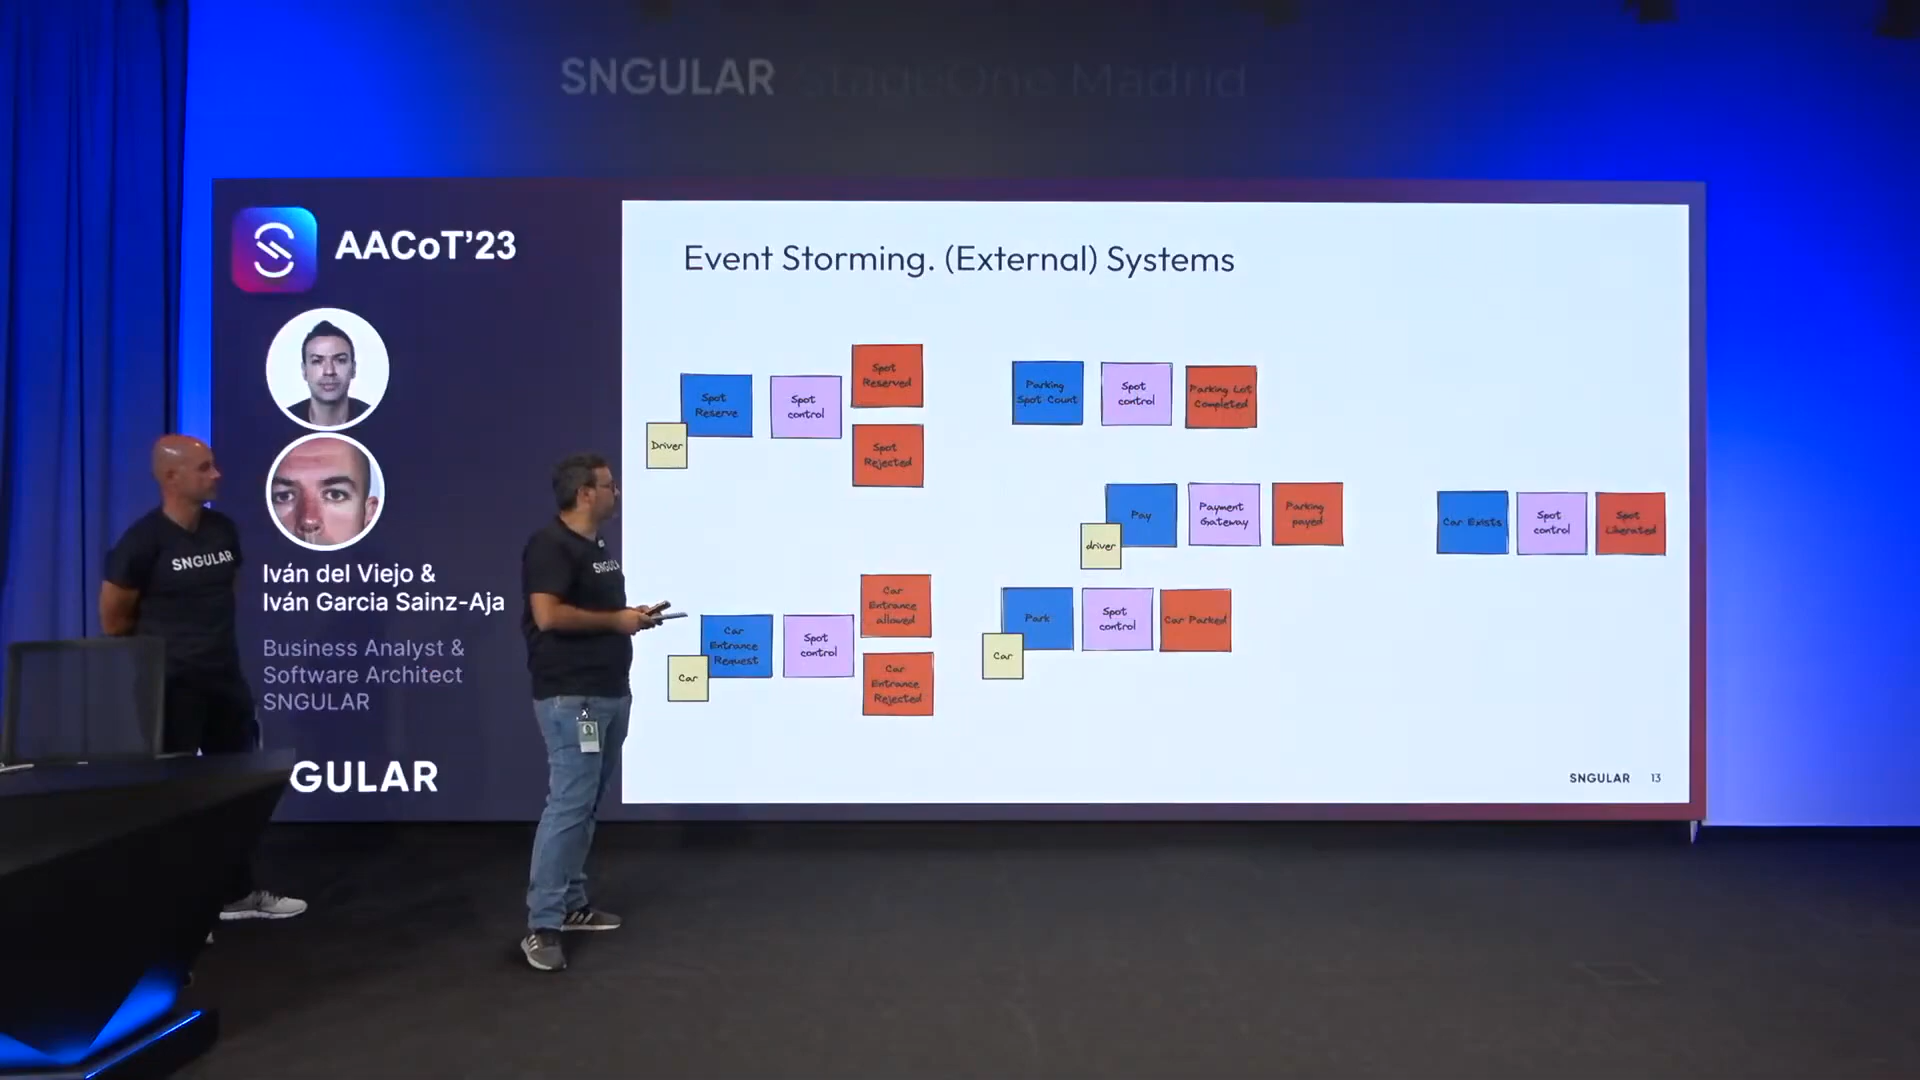 SNGULAR StageOne Madrid
AACoT'23
Iván del Viejo &
Iván Garcia Sainz-Aja
Business Analyst &
Software Architect
SNGULAR
GULAR
SNGULAR
SNGUL
Event Storming. (External) Systems
Driver
Spot
Reserve
Spot
control
Spot
Reserved
Spot
Rejected
Parking
Spot Count
Spot
control
Parking Lot
Completed
driver
Pay
Payment
Gateway
Parking
payed
Car Exists
Spot
control
Spot
Liberated
Car
Car
Entrance
Request
Spot
control
Car
Entrance
allowed
Car
Entrance
Rejected
Car
Park
Spot
control
Car Parked
SNGULAR 13